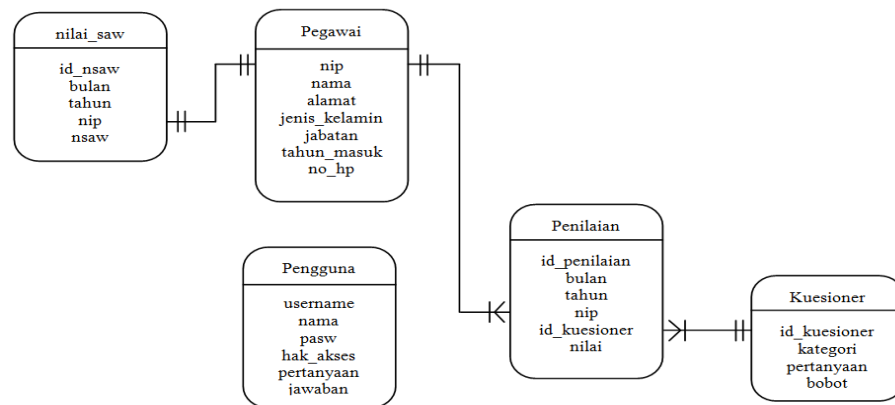 nilai_saw
id_nsaw
bulan
tahun
nip
nsaw
Pegawai
nip
nama
alamat
jenis_kelamin
jabatan
tahun_masuk
no_hp
Pengguna
username
nama
pasw
hak_akses
pertanyaan
jawaban
Penilaian
id_penilaian
bulan
tahun
nip
id_kuesioner
nilai
Kuesioner
id_kuesioner
kategori
pertanyaan
bobot